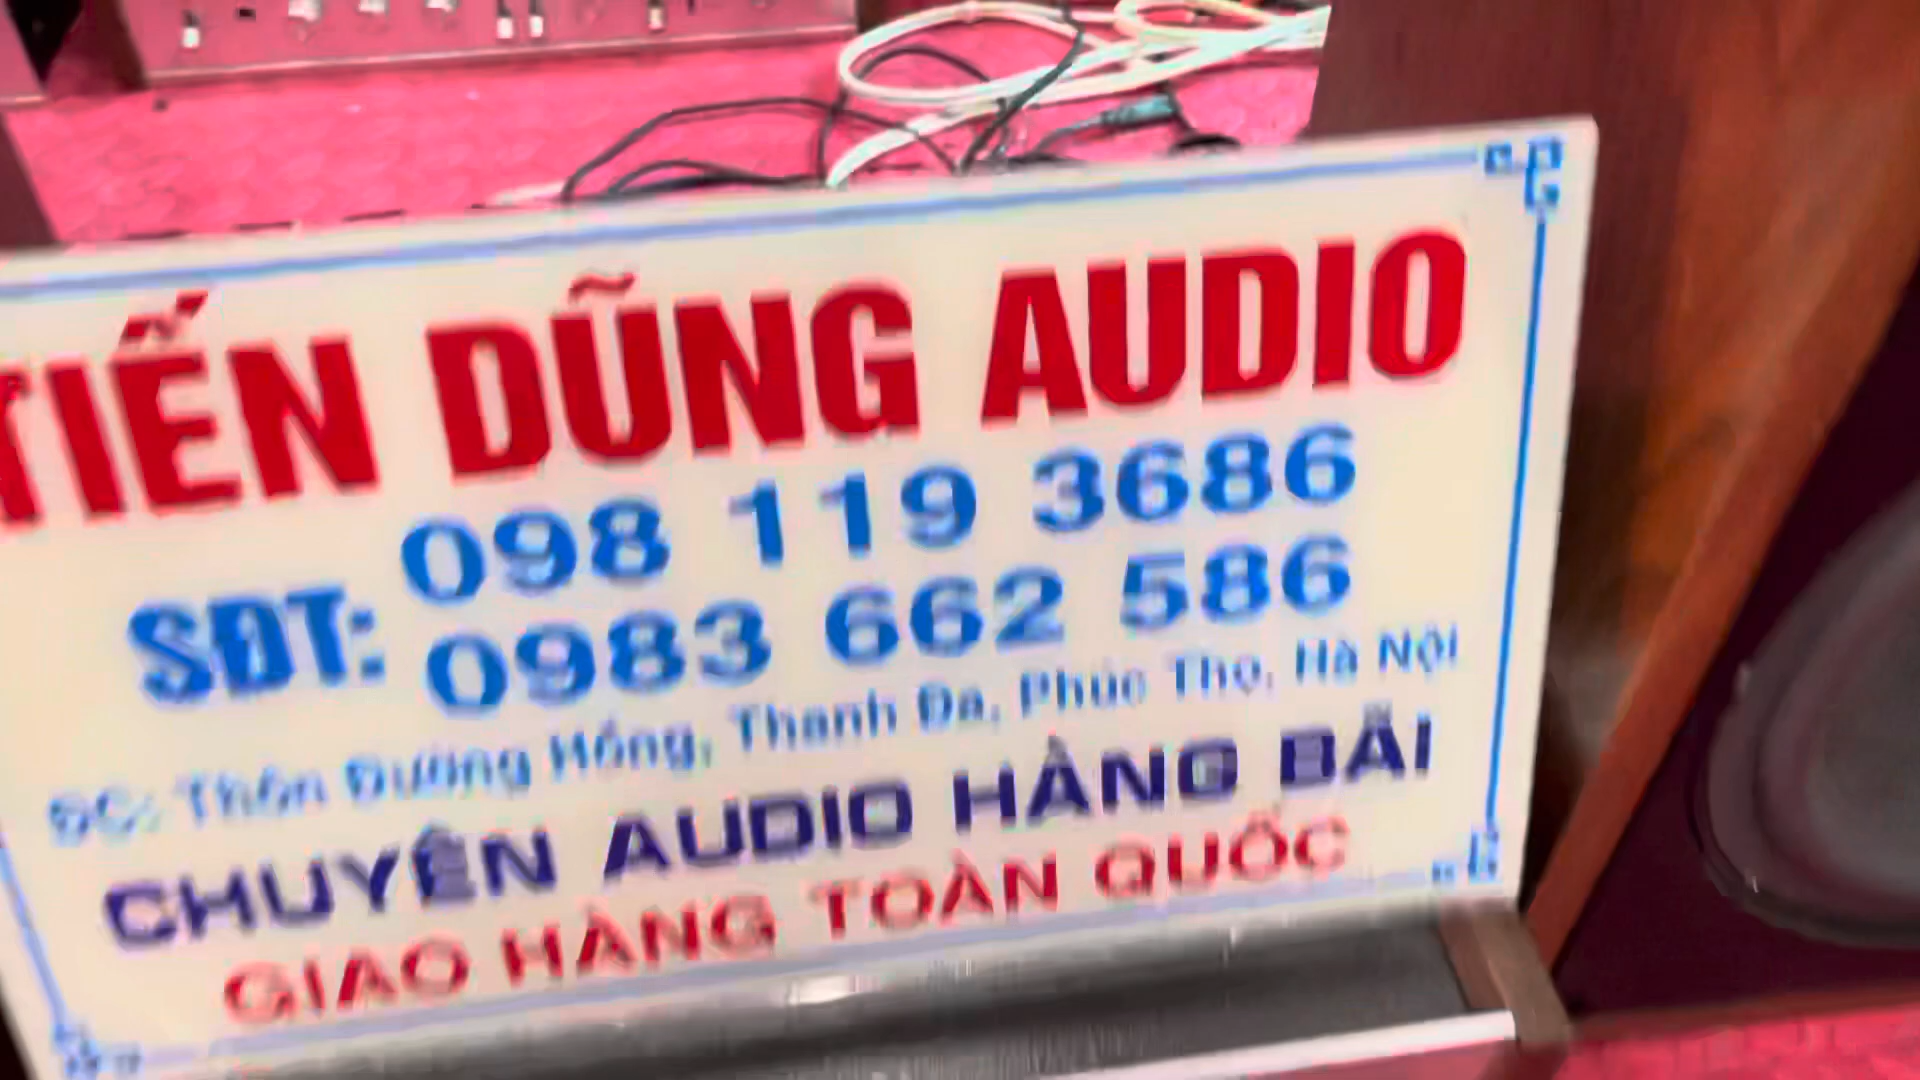 TIẾN DŨNG AUDIO
098 119 3686
SĐT:
0983 662 586
ĐC: Thôn Đường Hồng, Thanh Đa, Phúc Thọ, Hà Nội
CHUYÊN AUDIO HÀNG BÃI
GIAO HÀNG TOÀN QUỐC